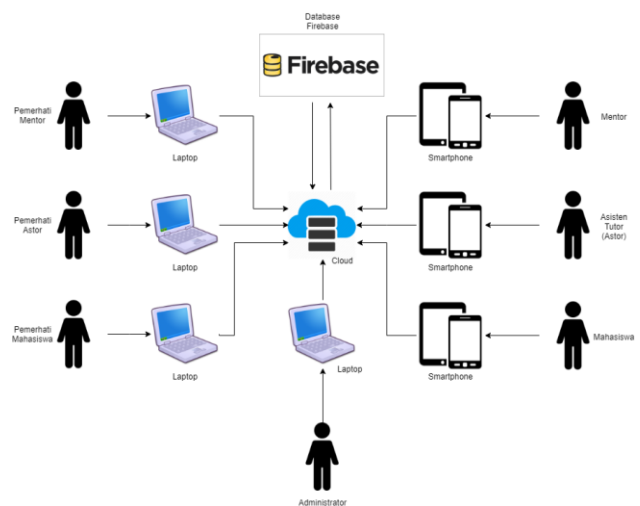 Database
Firebase
Firebase
Pemerhati
Mentor
Laptop
Smartphone
Mentor
Pemerhati
Astor
Laptop
Cloud
Smartphone
Asisten
Tutor
(Astor)
Pemerhati
Mahasiswa
Laptop
Laptop
Smartphone
Mahasiswa
Administrator